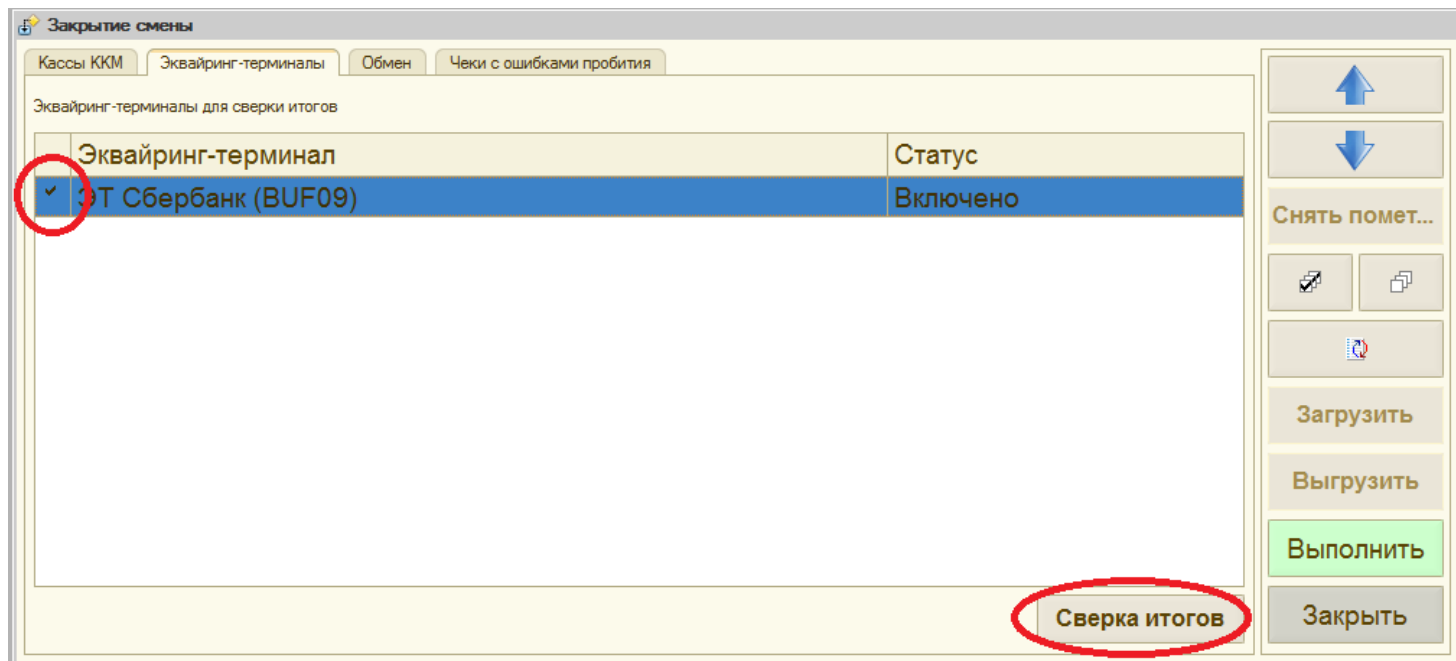 Закрытие смены
Кассы ККМ Эквайринг-терминалы Обмен Чеки с ошибками пробития
Эквайринг-терминалы для сверки итогов
Эквайринг-терминал Статус
ЭТ Сбербанк (BUF09) Включено
Сверка итогов
Снять помет...
Загрузить
Выгрузить
Выполнить
Закрыть